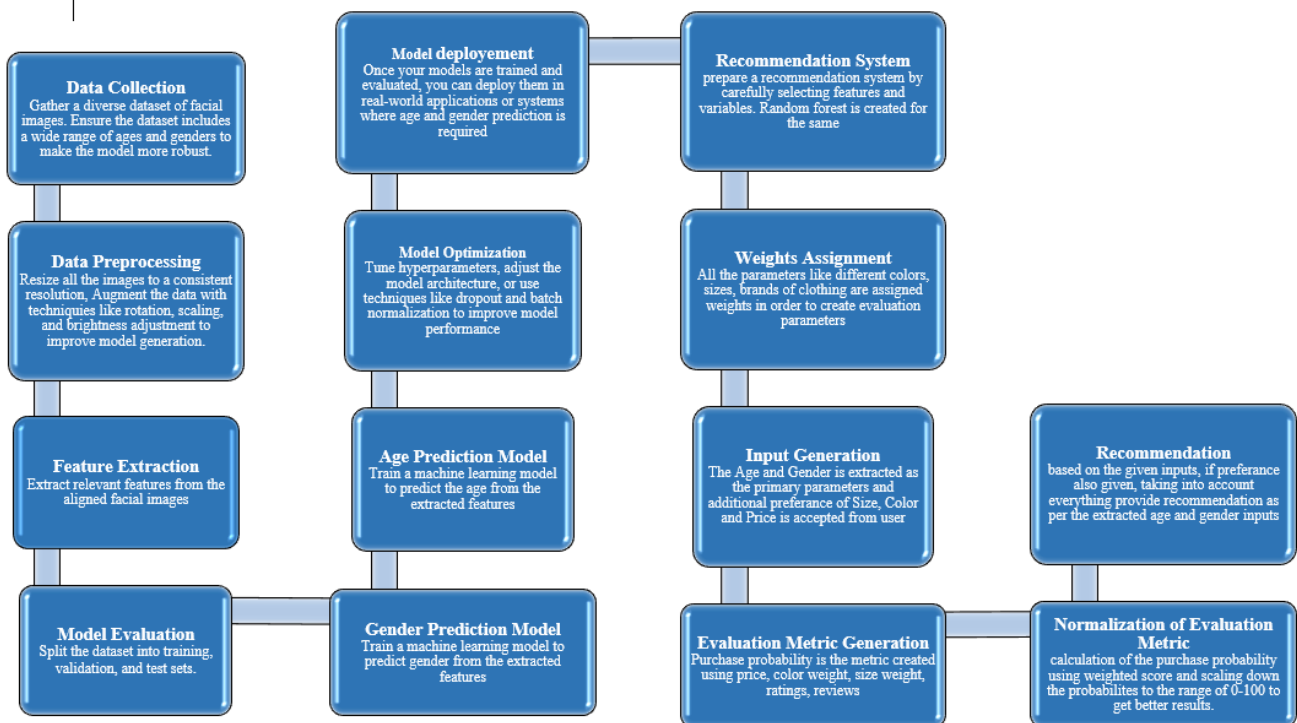 Data Collection
Gather a diverse dataset of facial
images. Ensure the dataset includes
a wide range of ages and genders to
make the model more robust.
Data Preprocessing
Resize all the images to a consistent
resolution, Augment the data with
techniquies like rotation, scaling,
and brightness adjustment to
improve model generation.
Feature Extraction
Extract relevant features from the
aligned facial images
Model Evaluation
Split the dataset into training,
validation, and test sets.
Gender Prediction Model
Train a machine learning model to
predict gender from the extracted
features
Age Prediction Model
Train a machine learning model
to predict the age from the
extracted features
Model Optimization
Tune hyperparameters, adjust the
model architecture, or use
techniques like dropout and batch
normalization to improve model
performance
Model deployement
Once your models are trained and
evaluated, you can deploy them in
real-world applications or systems
where age and gender prediction is
required
Recommendation System
prepare a recommendation system by
carefully selecting features and
variables. Random forest is created for
the same
Weights Assignment
All the parameters like different colors,
sizes, brands of clothing are assigned
weights in order to create evaluation
parameters
Input Generation
The Age and Gender is extracted as
the primary parameters and
additional preferance of Size, Color
and Price is accepted from user
Evaluation Metric Generation
Purchase probability is the metric created
using price, color weight, size weight,
ratings, reviews
Normalization of Evaluation
Metric
calculation of the purchase probability
using weighted score and scaling down
the probabilites to the range of 0-100 to
get better results.
Recommendation
based on the given inputs, if preferance
also given, taking into account
everything provide recommendation as
per the extracted age and gender inputs